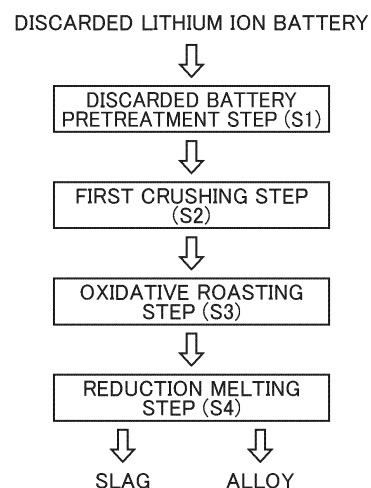 DISCARDED LITHIUM ION BATTERY
DISCARDED BATTERY
PRETREATMENT STEP (S1)
FIRST CRUSHING STEP
(S2)
OXIDATIVE ROASTING
STEP (S3)
REDUCTION MELTING
STEP (S4)
SLAG ALLOY